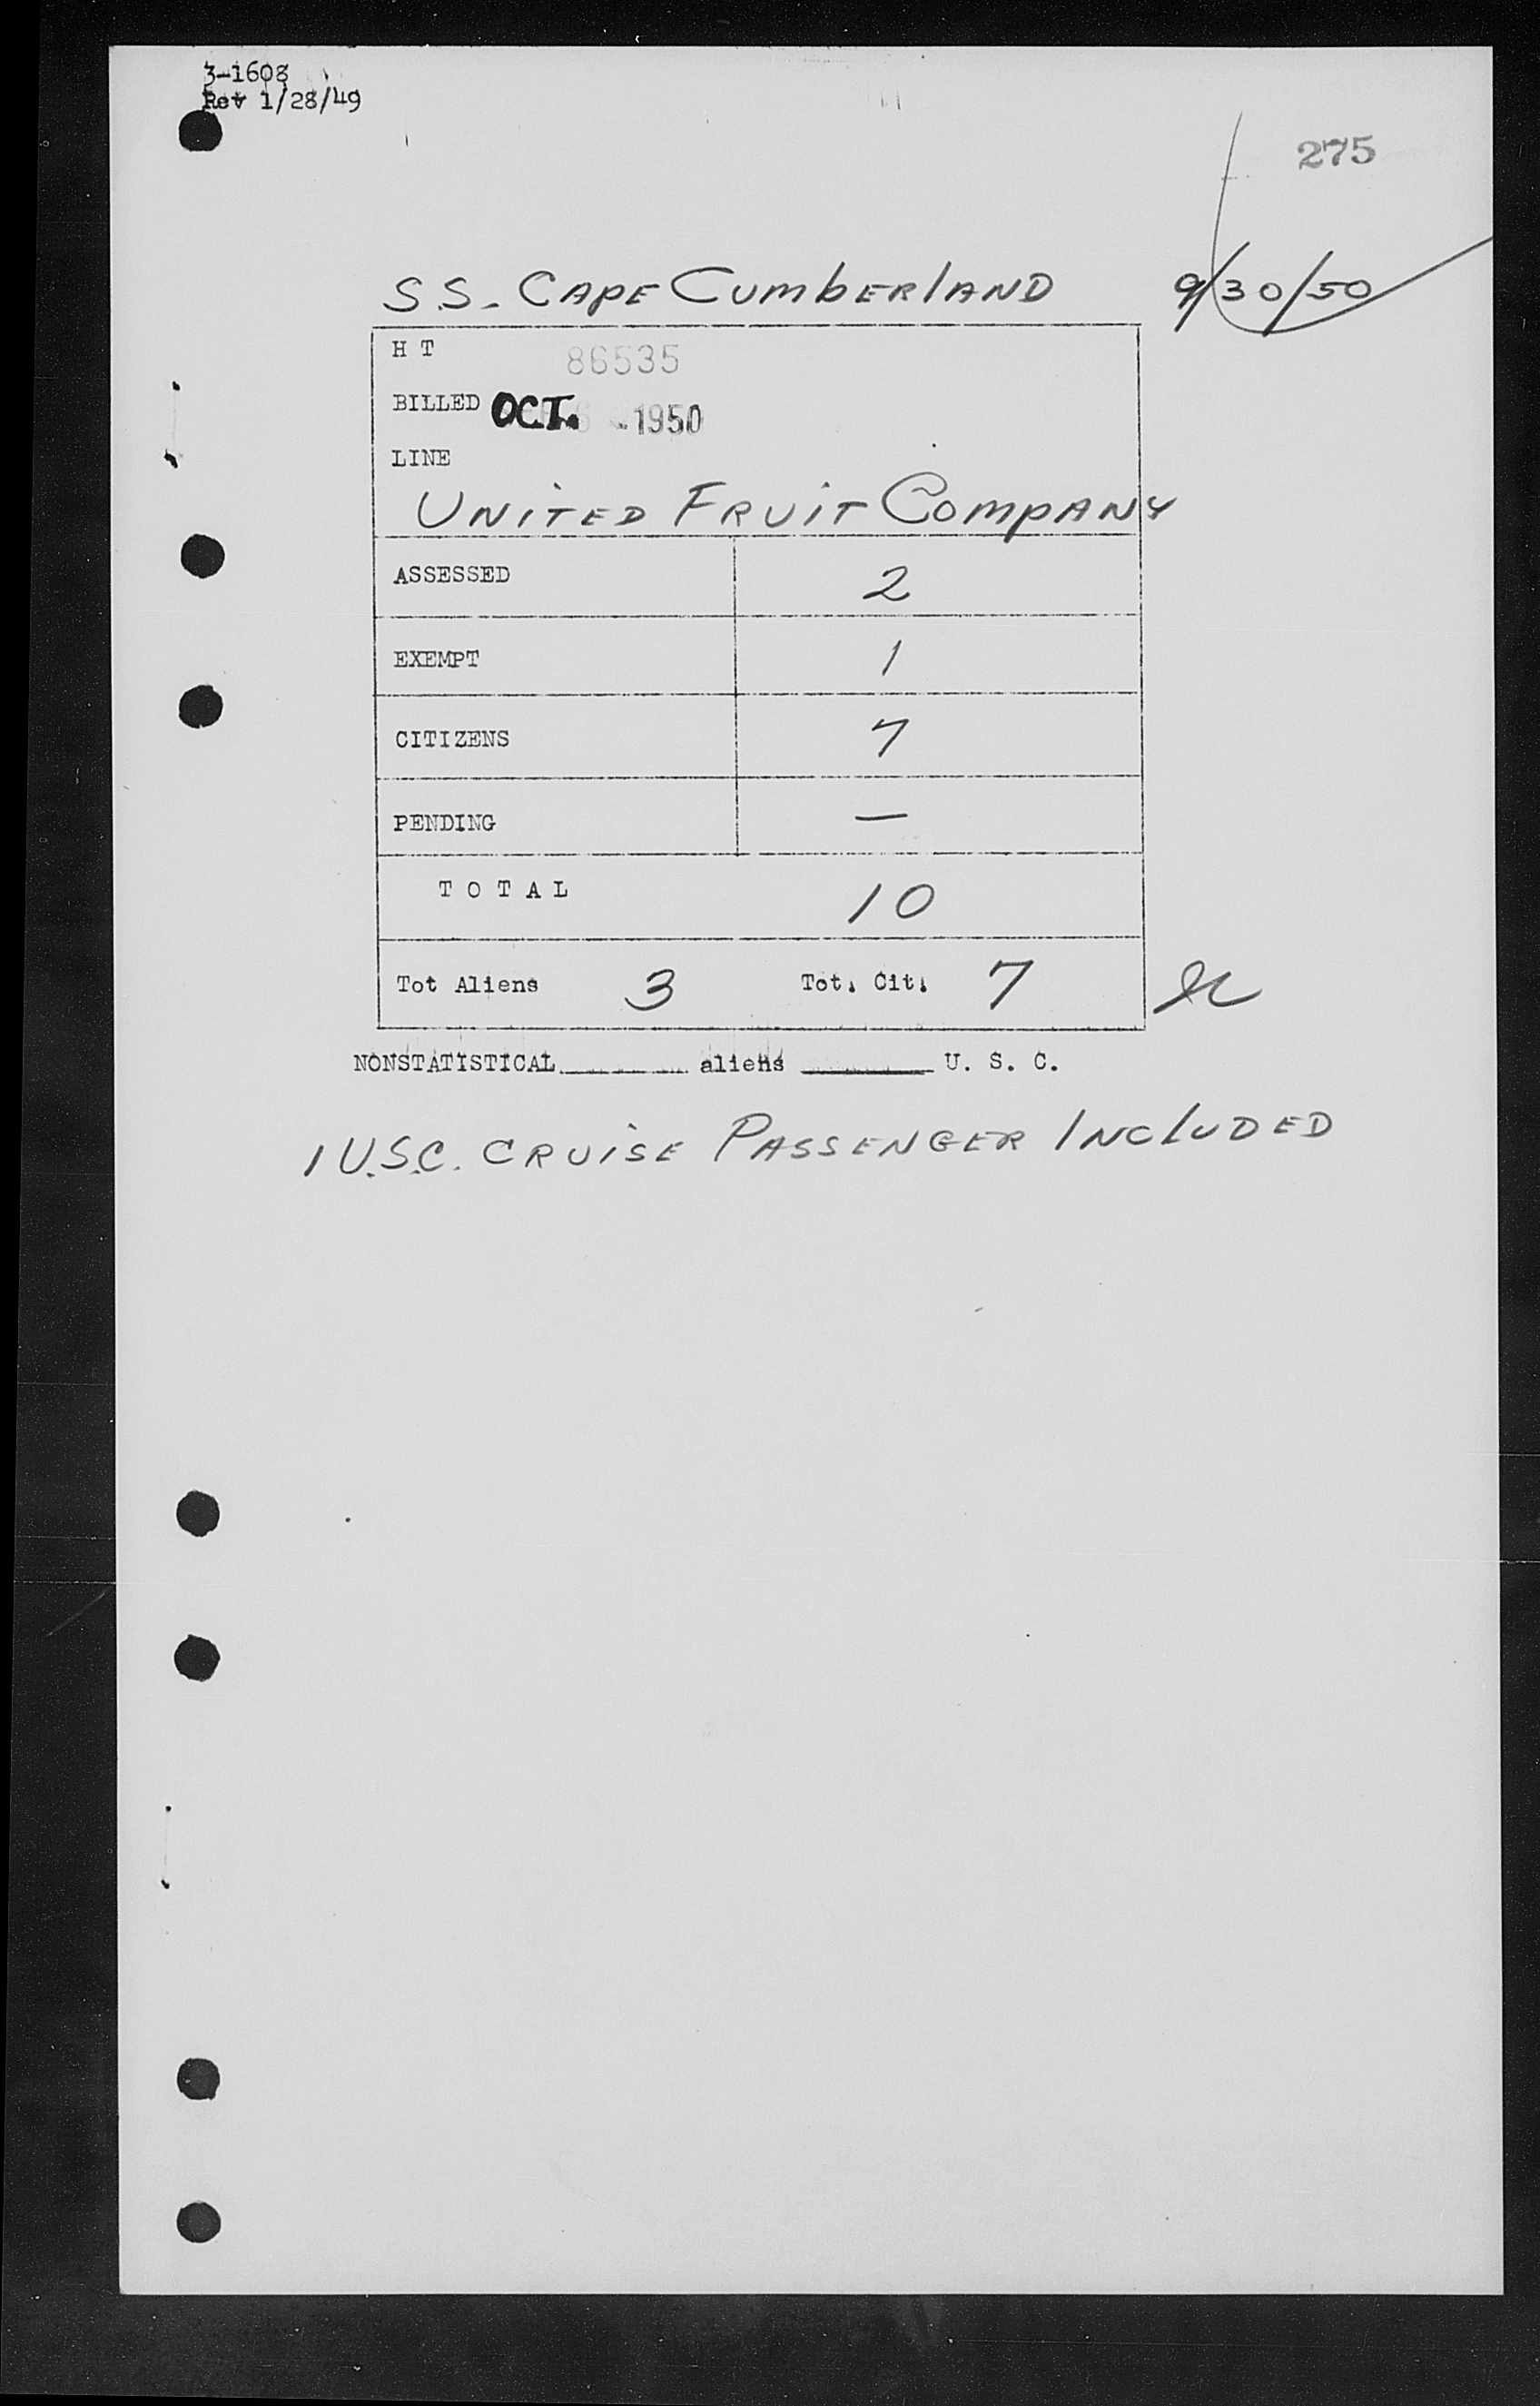 3-1608
Rev 1/28/49
275
S.S. CAPE CUMBERLAND 9/30/50
H T 86535
BILLED OCT. 1950
LINE
UNITED FRUIT COMPANY
ASSESSED 2
EXEMPT 1
CITIZENS 7
PENDING —
T O T A L 10
Tot Aliens 3 Tot. Cit. 7
NONSTATISTICAL aliens U. S. C.
1 U.S.C. CRUISE PASSENGER INCLUDED